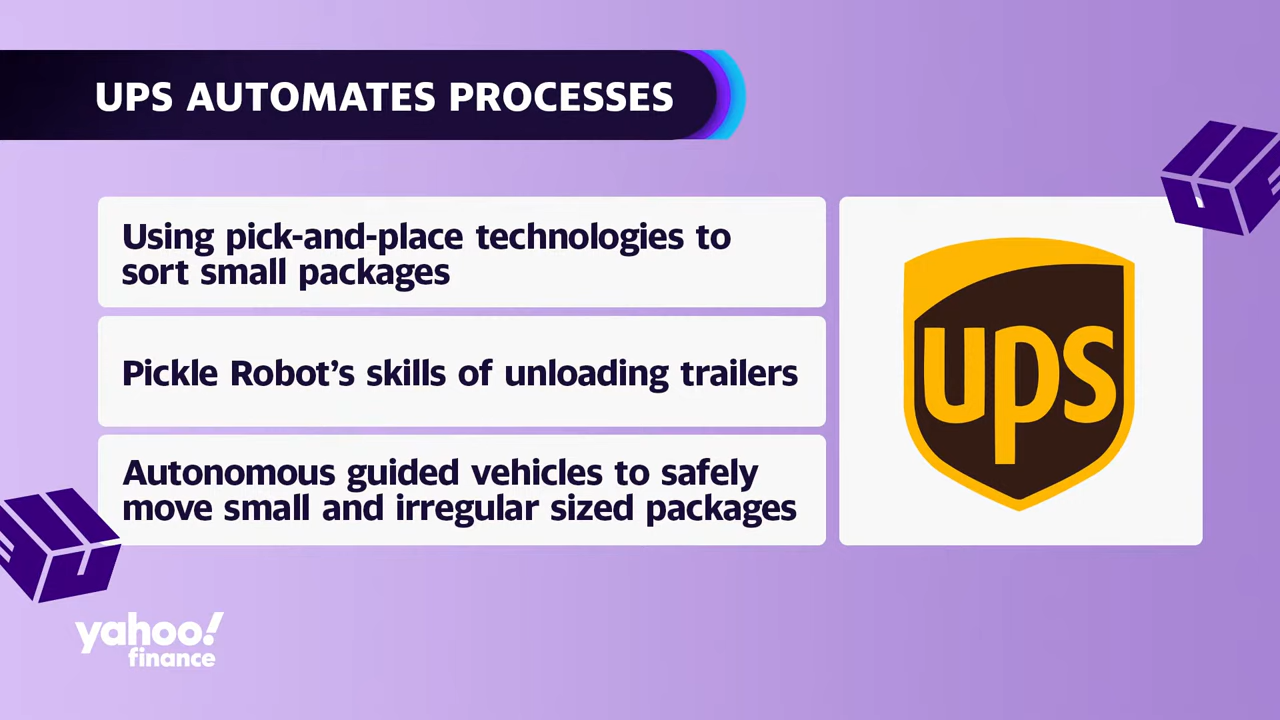 UPS AUTOMATES PROCESSES
Using pick-and-place technologies to
sort small packages
Pickle Robot’s skills of unloading trailers
Autonomous guided vehicles to safely
move small and irregular sized packages
ups
yahoo!
finance